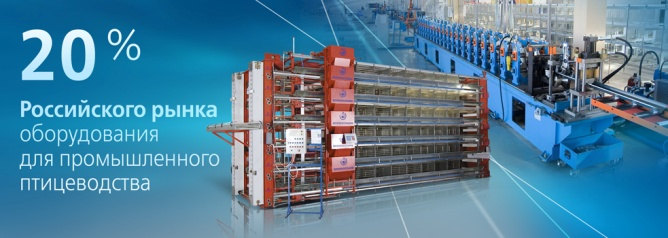 20 %
Российского рынка
оборудования
для промышленного
птицеводства